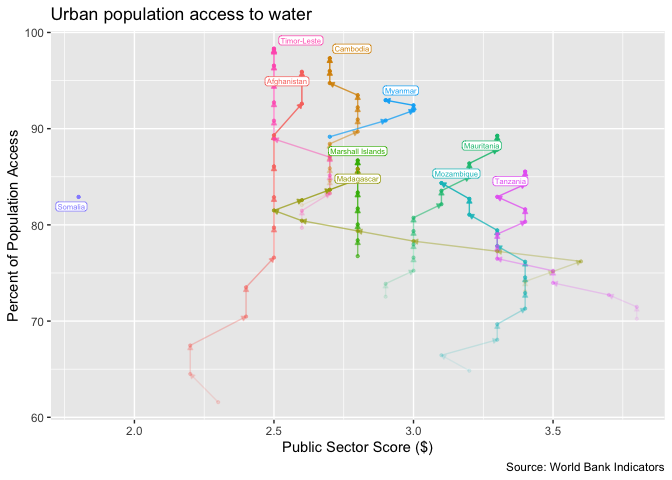 Urban population access to water
100
Timor-Leste
Cambodia
Afghanistan
Myanmar
90
Mauritania
Marshall Islands
Mozambique
Madagascar
Tanzania
Somalia
80
70
60
Percent of Population Access
2.0
2.5
3.0
3.5
Public Sector Score ($)
Source: World Bank Indicators